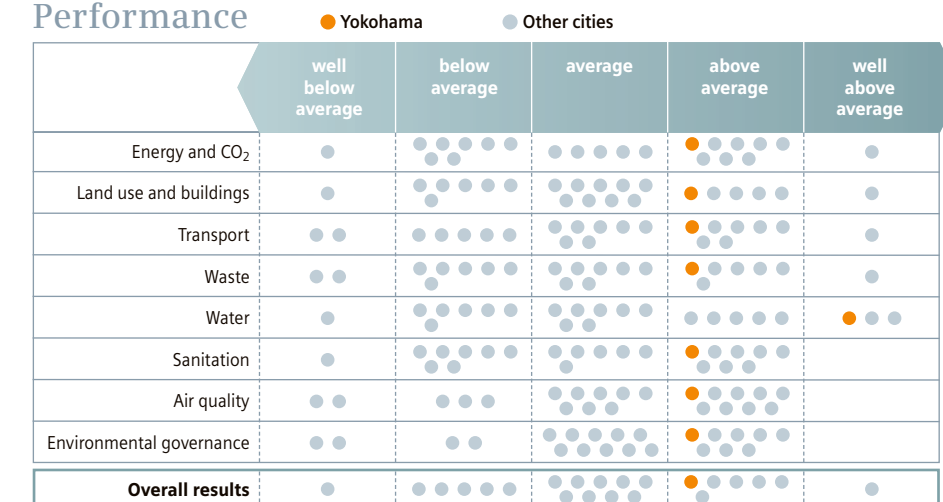 Performance
Yokohama
Other cities
well
below
average
below
average
average
above
average
well
above
average
Energy and CO₂
Land use and buildings
Transport
Waste
Water
Sanitation
Air quality
Environmental governance
Overall results